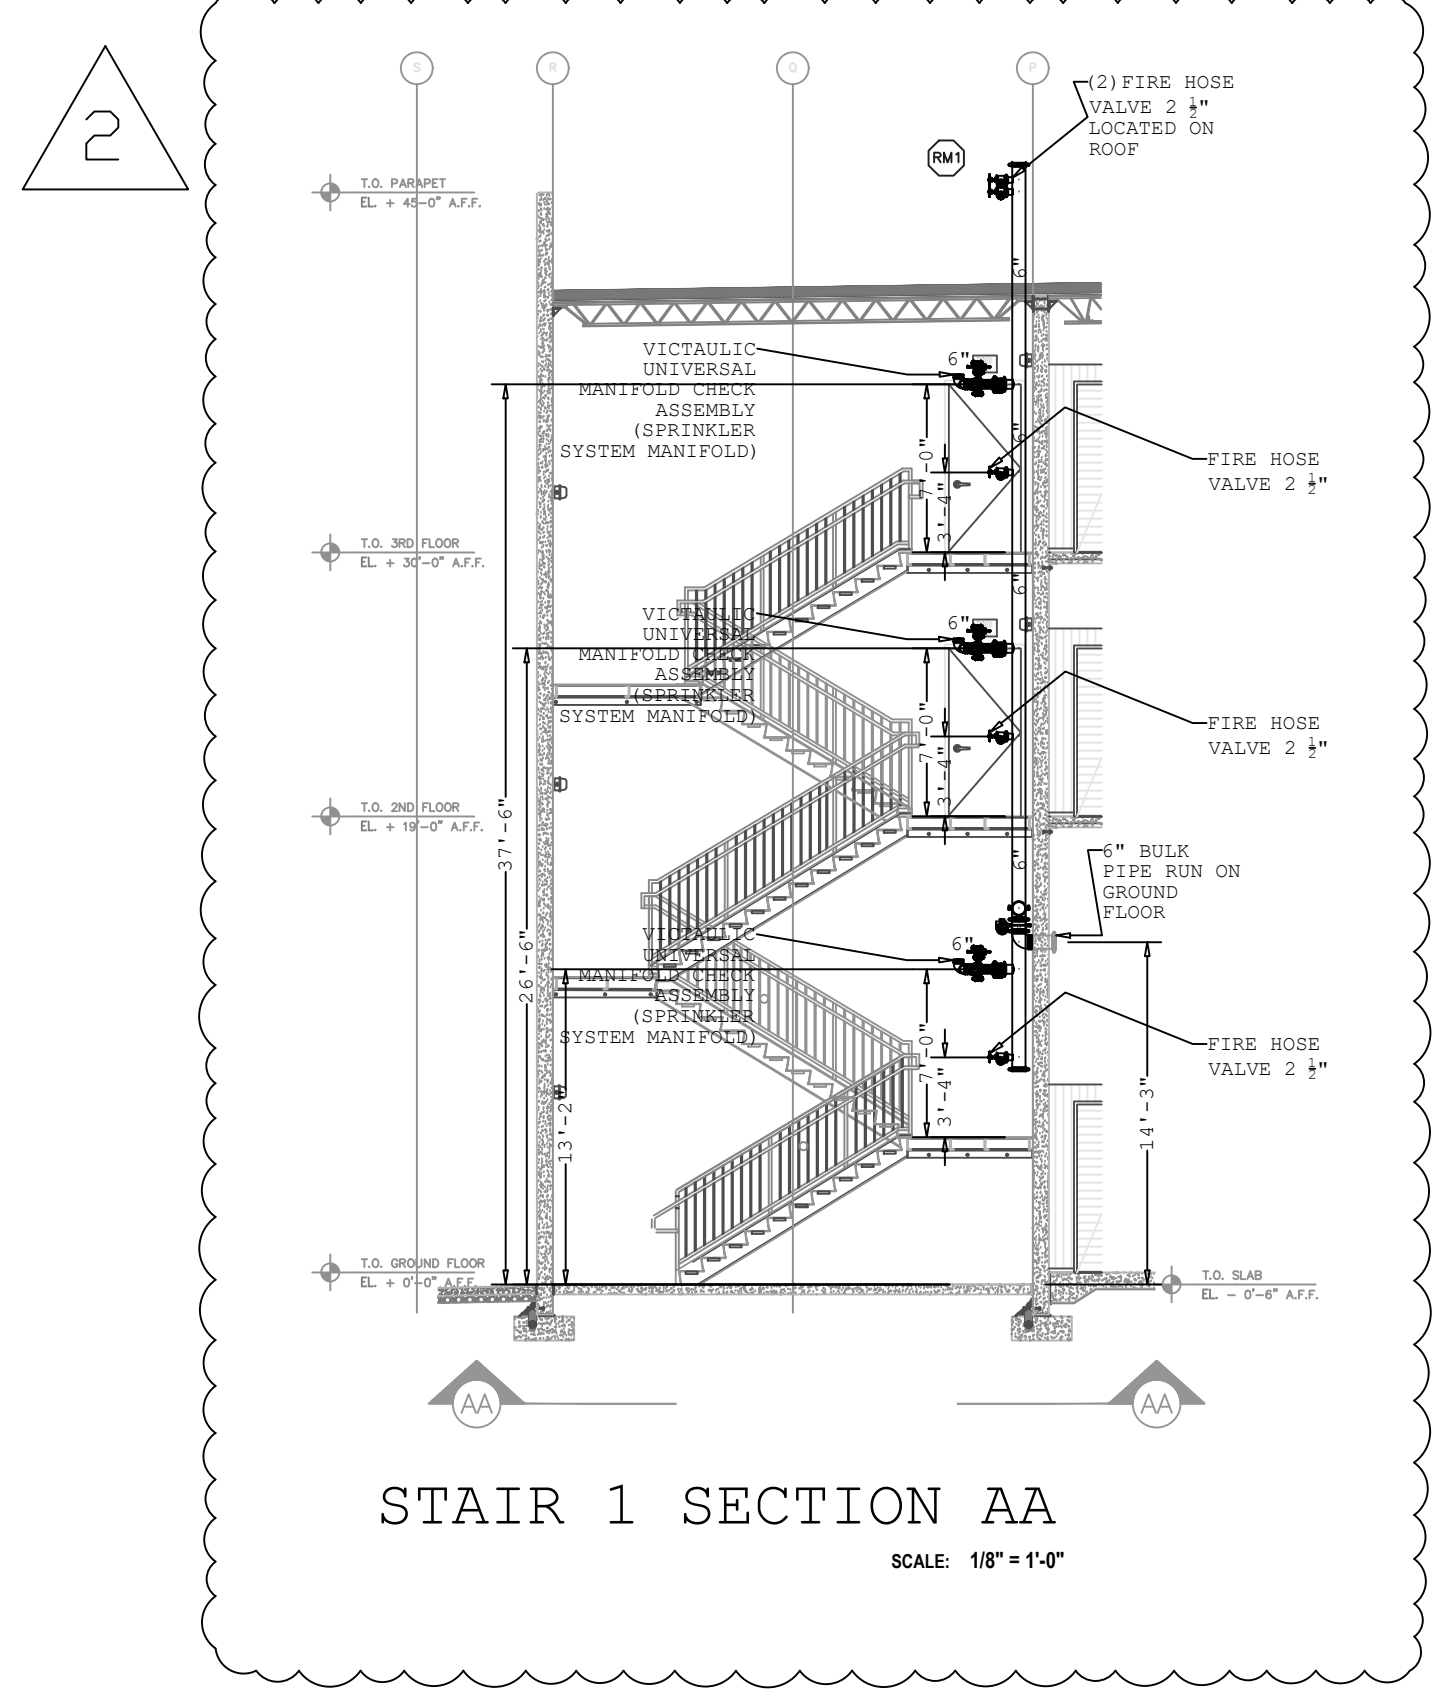 2
S
R
Q
P
(2) FIRE HOSE
VALVE 2 ½"
LOCATED ON
ROOF
RM1
T.O. PARAPET
EL. + 45'-0" A.F.F.
6"
VICTAULIC
UNIVERSAL
MANIFOLD CHECK
ASSEMBLY
(SPRINKLER
SYSTEM MANIFOLD)
6"
6"
7'-0"
3'-4"
FIRE HOSE
VALVE 2 ½"
T.O. 3RD FLOOR
EL. + 30'-0" A.F.F.
6"
VICTAULIC
UNIVERSAL
MANIFOLD CHECK
ASSEMBLY
(SPRINKLER
SYSTEM MANIFOLD)
6"
7'-0"
3'-4"
FIRE HOSE
VALVE 2 ½"
T.O. 2ND FLOOR
EL. + 19'-0" A.F.F.
37'-6"
6"
6" BULK
PIPE RUN ON
GROUND
FLOOR
26'-6"
VICTAULIC
UNIVERSAL
MANIFOLD CHECK
ASSEMBLY
(SPRINKLER
SYSTEM MANIFOLD)
6"
7'-0"
3'-4"
FIRE HOSE
VALVE 2 ½"
13'-2"
14'-3"
T.O. GROUND FLOOR
EL. + 0'-0" A.F.F.
T.O. SLAB
EL. - 0'-6" A.F.F.
AA
AA
STAIR 1 SECTION AA
SCALE: 1/8" = 1'-0"